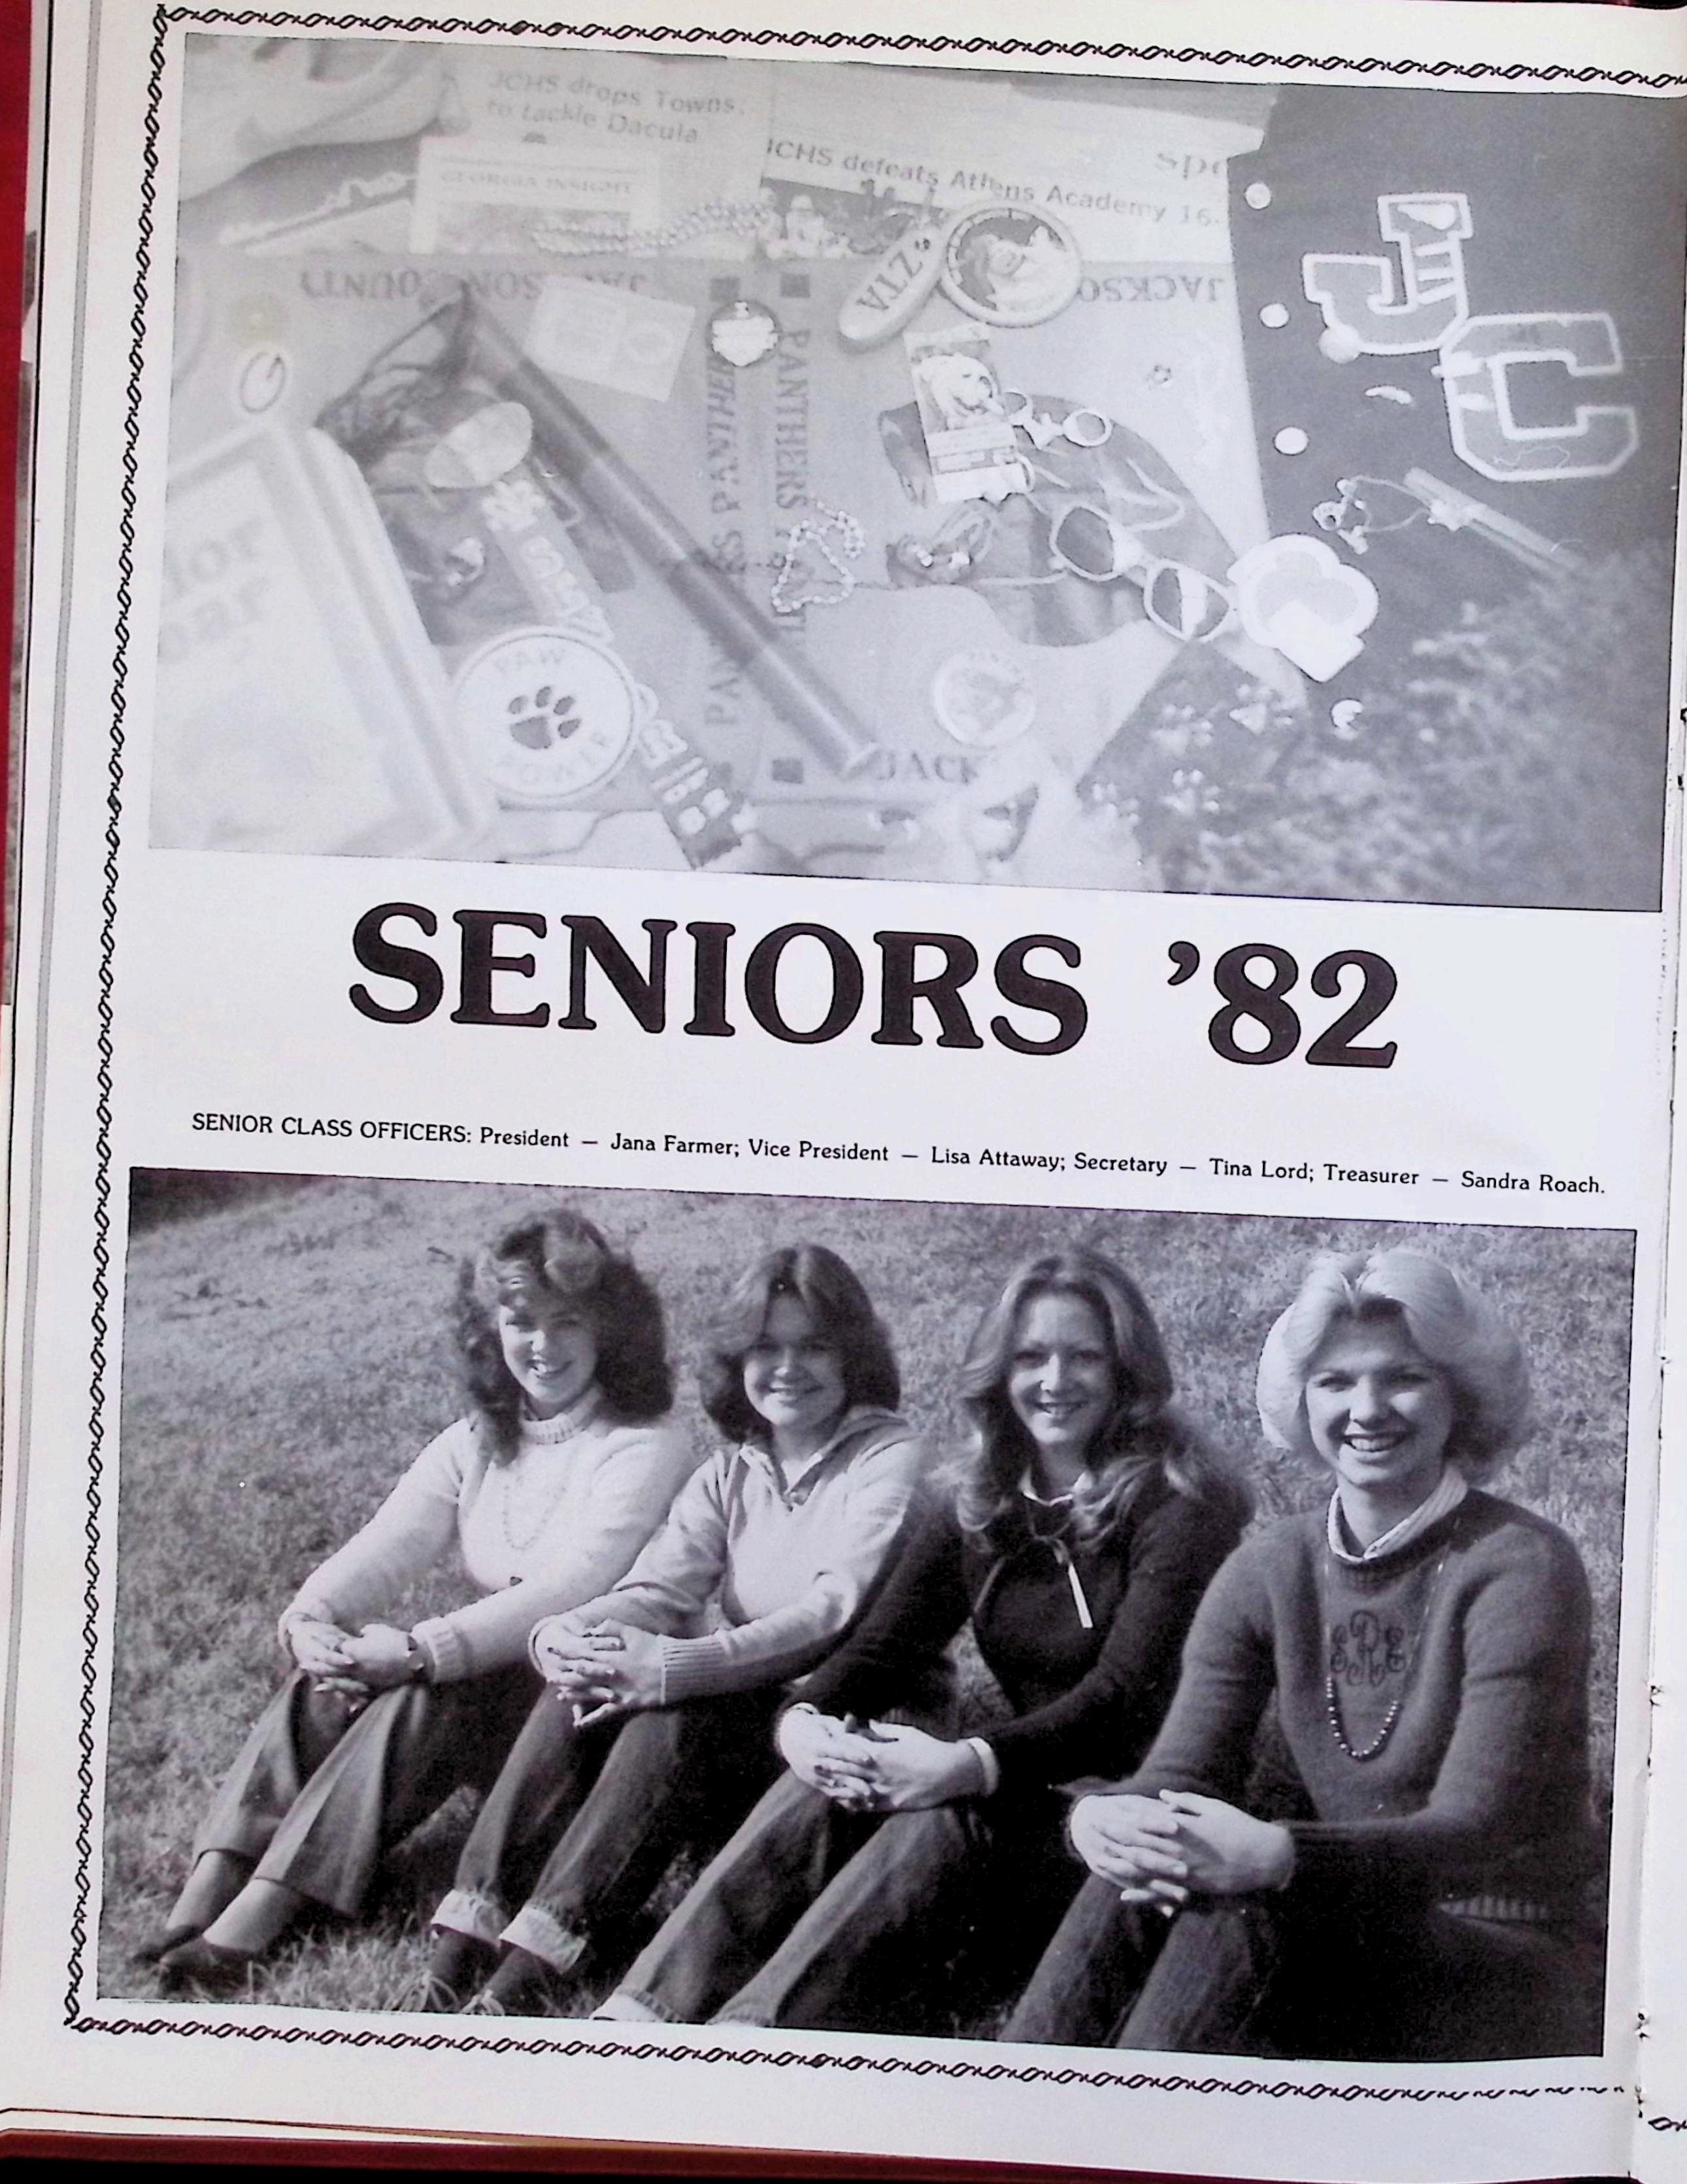 JCHS drops Towns,
to tackle Dacula
JCHS defeats Athens Academy 16-
GEORGIA INSIGHT
ZTA
JACKSON COUNTY
JACKSO
PANTHERS
PANTHERS
JC
PAW
POWER
JACK
SENIORS ’82
SENIOR CLASS OFFICERS: President — Jana Farmer; Vice President — Lisa Attaway; Secretary — Tina Lord; Treasurer — Sandra Roach.